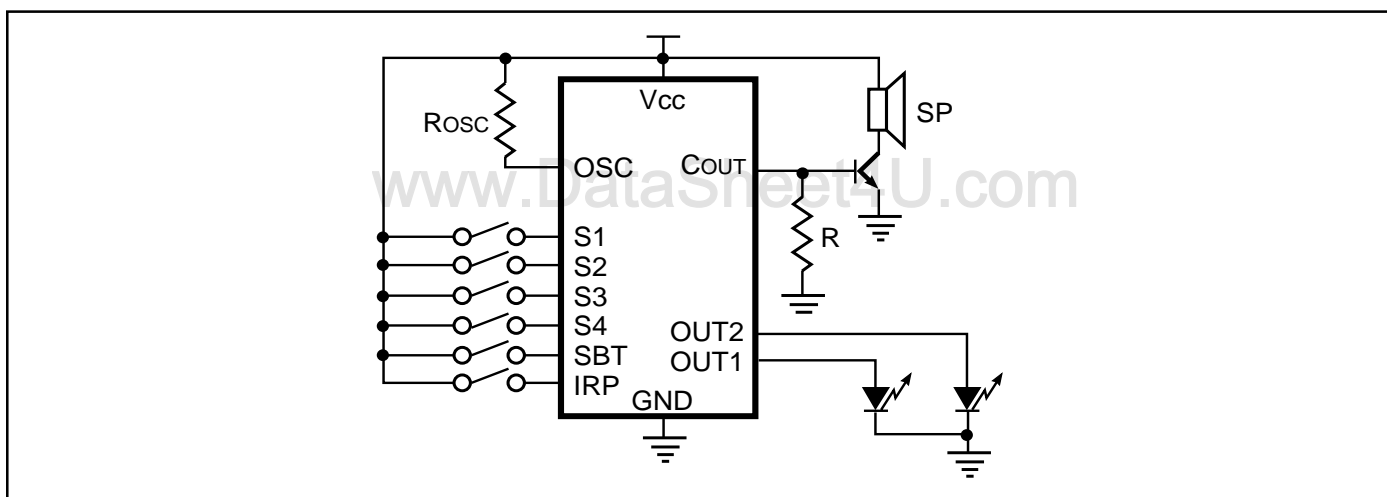 Vcc
ROSC
SP
OSC
COUT
www.DataSheet4U.com
S1
R
S2
S3
S4
OUT2
SBT
OUT1
IRP
GND